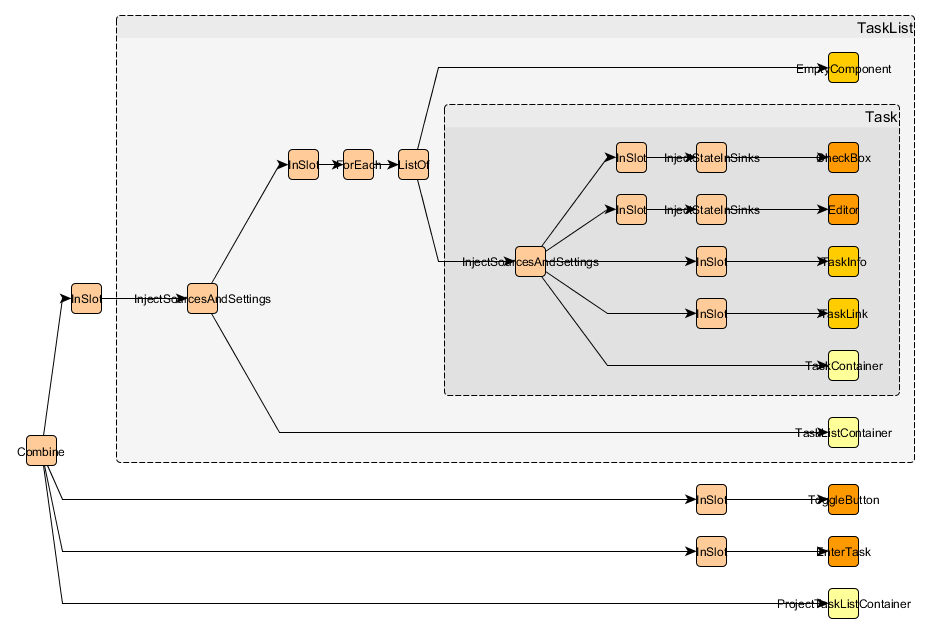 TaskList
EmptyComponent
Task
InSlot
InjectStateInSinks
CheckBox
InSlot
ForEach
ListOf
InSlot
InjectStateInSinks
Editor
InjectSourcesAndSettings
InSlot
TaskInfo
InSlot
InjectSourcesAndSettings
InSlot
TaskLink
TaskContainer
TaskListContainer
Combine
InSlot
ToggleButton
InSlot
EnterTask
ProjectTaskListContainer